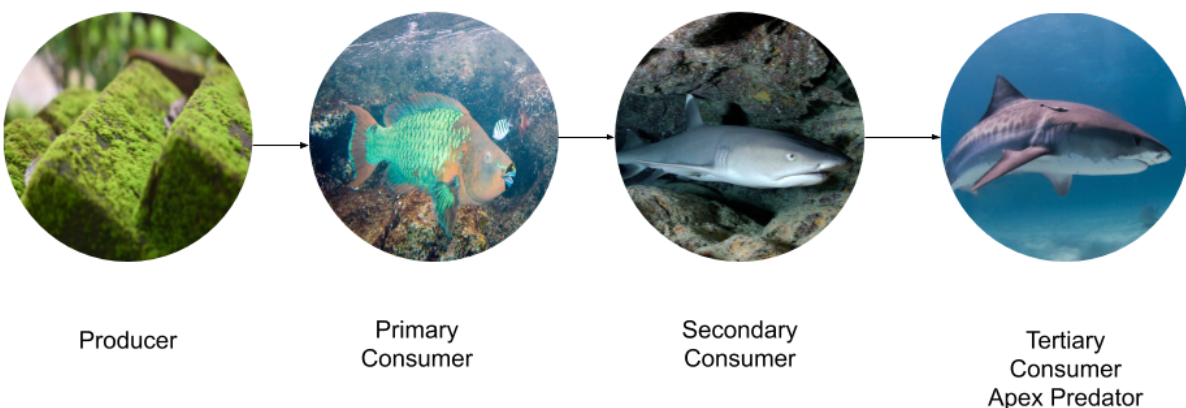 Producer
Primary
Consumer
Secondary
Consumer
Tertiary
Consumer
Apex Predator